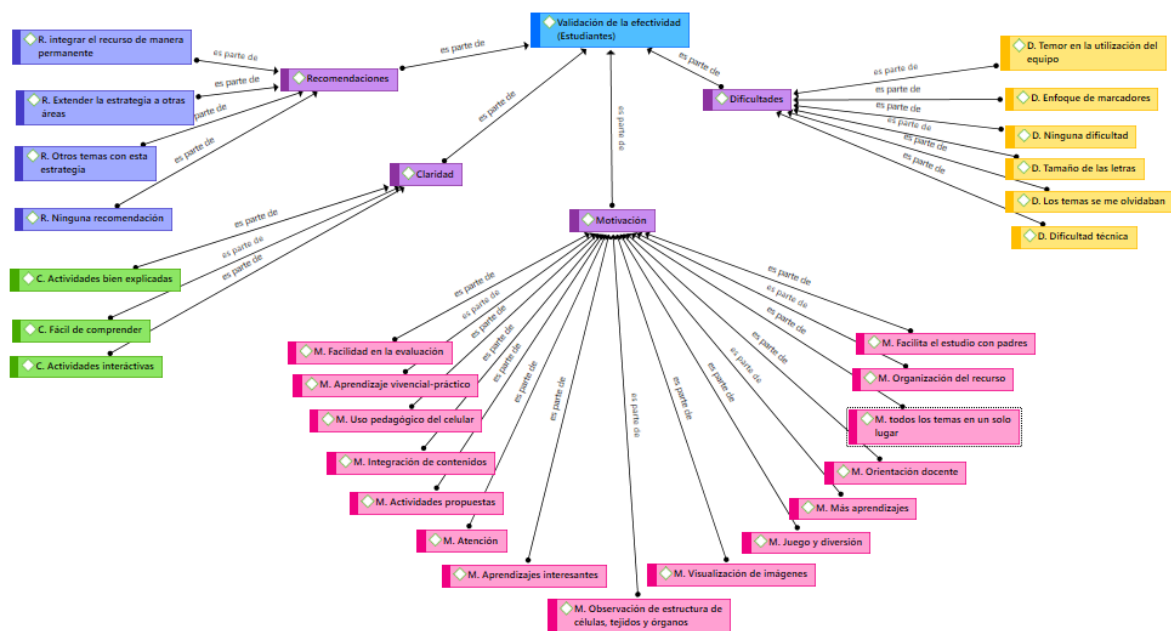 Validación de la efectividad
(Estudiantes)
R. integrar el recurso de manera
permanente
es parte de
Recomendaciones
es parte de
R. Extender la estrategia a otras
áreas
es parte de
R. Otros temas con esta
estrategia
es parte de
R. Ninguna recomendación
es parte de
Claridad
es parte de
C. Actividades bien explicadas
es parte de
C. Fácil de comprender
es parte de
C. Actividades interáctivas
es parte de
Dificultades
es parte de
D. Temor en la utilización del
equipo
es parte de
D. Enfoque de marcadores
es parte de
D. Ninguna dificultad
es parte de
D. Tamaño de las letras
es parte de
D. Los temas se me olvidaban
es parte de
D. Dificultad técnica
es parte de
Motivación
es parte de
M. Facilidad en la evaluación
es parte de
M. Aprendizaje vivencial-práctico
es parte de
M. Uso pedagógico del celular
es parte de
M. Integración de contenidos
es parte de
M. Actividades propuestas
es parte de
M. Atención
es parte de
M. Aprendizajes interesantes
es parte de
M. Observación de estructura de
células, tejidos y órganos
es parte de
M. Visualización de imágenes
es parte de
M. Juego y diversión
es parte de
M. Más aprendizajes
es parte de
M. Orientación docente
es parte de
M. todos los temas en un solo
lugar
es parte de
M. Organización del recurso
es parte de
M. Facilita el estudio con padres
es parte de